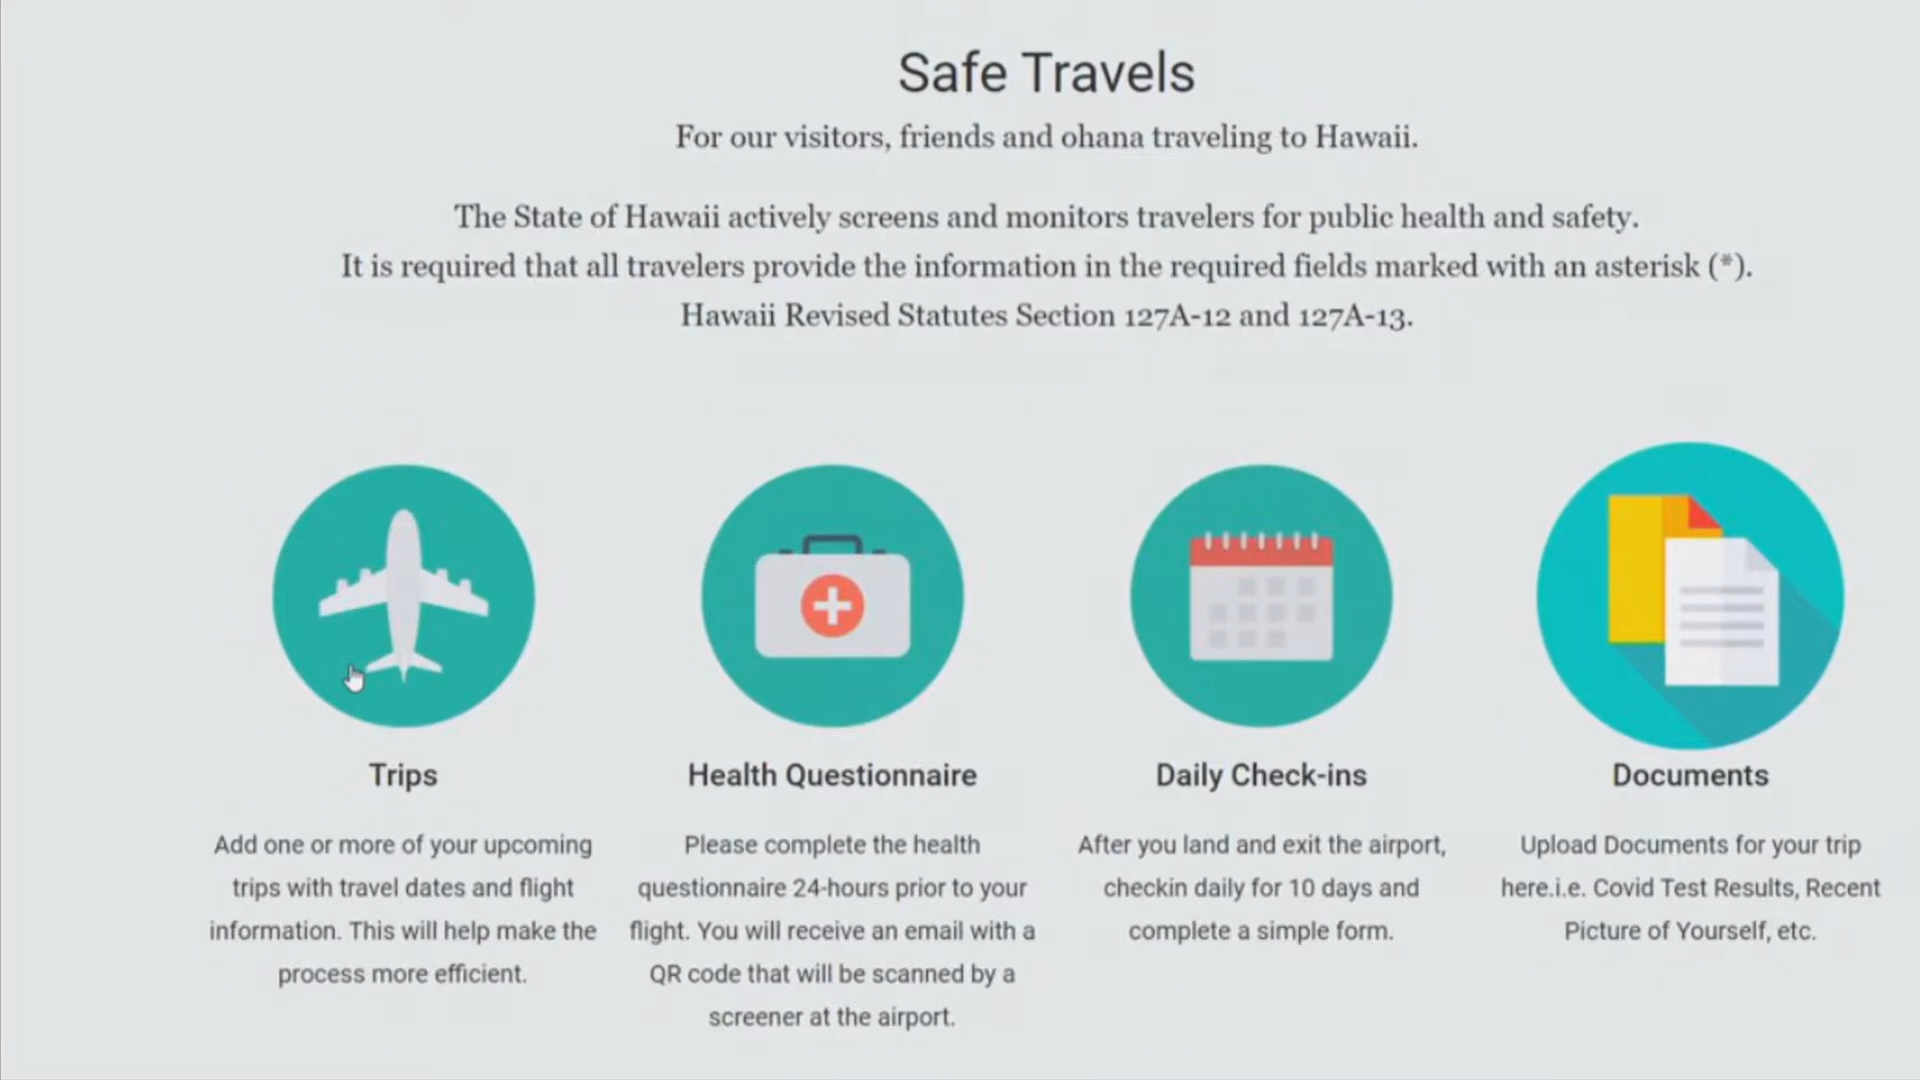 Safe Travels
For our visitors, friends and ohana traveling to Hawaii.
The State of Hawaii actively screens and monitors travelers for public health and safety.
It is required that all travelers provide the information in the required fields marked with an asterisk (*).
Hawaii Revised Statutes Section 127A-12 and 127A-13.
Trips
Add one or more of your upcoming
trips with travel dates and flight
information. This will help make the
process more efficient.
Health Questionnaire
Please complete the health
questionnaire 24-hours prior to your
flight. You will receive an email with a
QR code that will be scanned by a
screener at the airport.
Daily Check-ins
After you land and exit the airport,
checkin daily for 10 days and
complete a simple form.
Documents
Upload Documents for your trip
here.i.e. Covid Test Results, Recent
Picture of Yourself, etc.